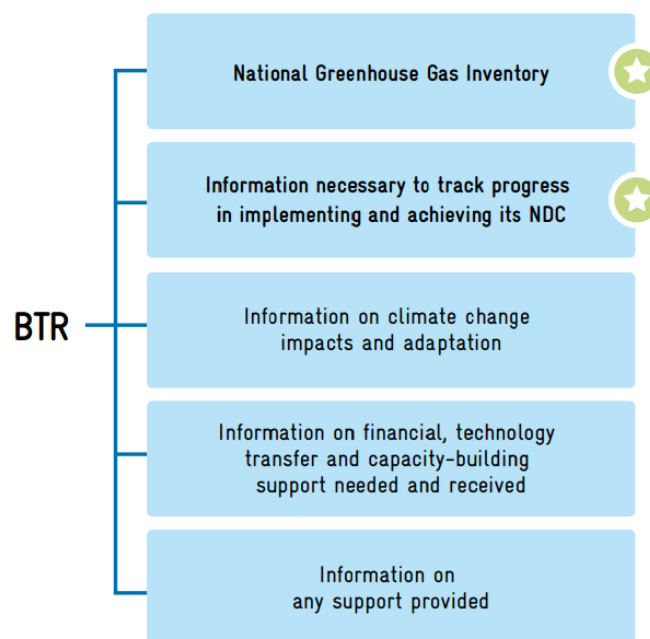 National Greenhouse Gas Inventory
Information necessary to track progress
in implementing and achieving its NDC
BTR
Information on climate change
impacts and adaptation
Information on financial, technology
transfer and capacity-building
support needed and received
Information on
any support provided